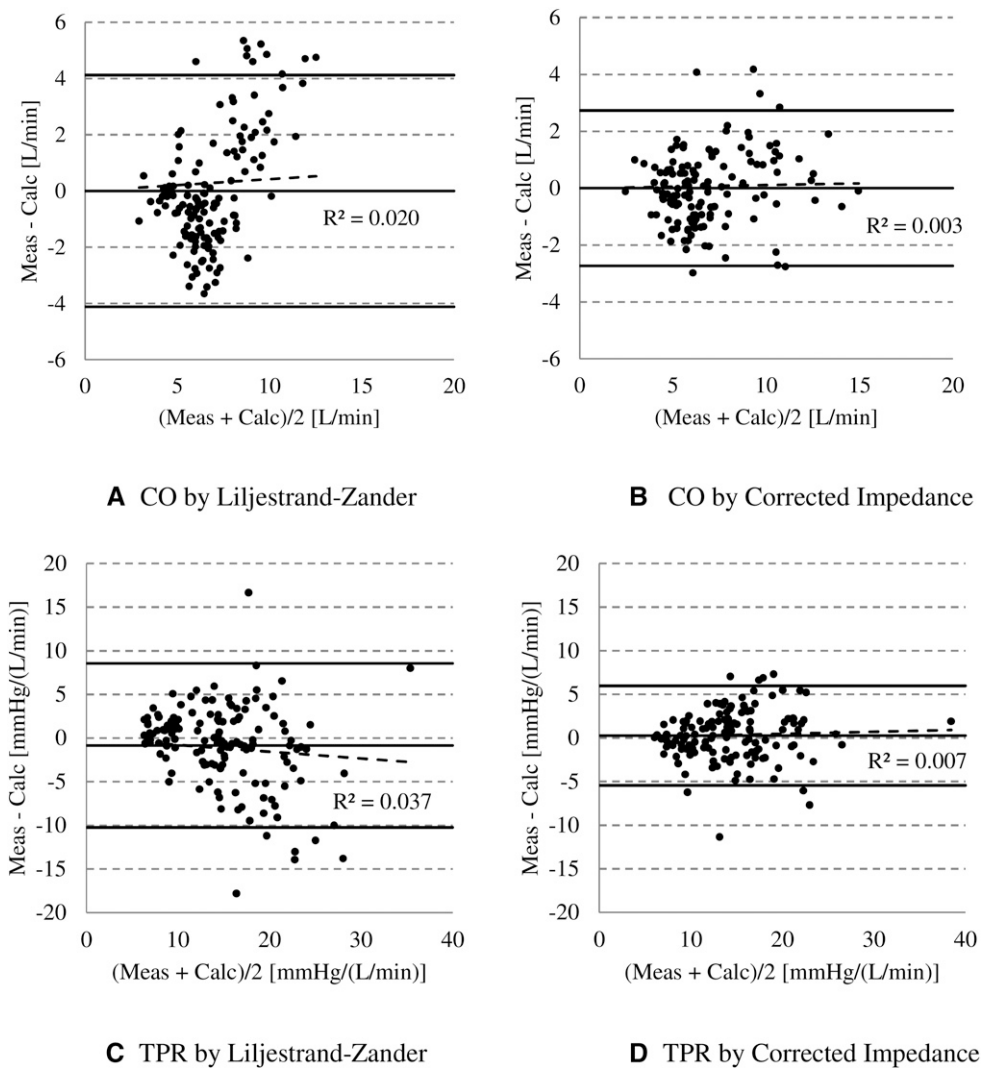 6
4
2
0
-2
-4
-6
Meas - Calc [L/min]
R² = 0.020
0 5 10 15 20
(Meas + Calc)/2 [L/min]
A CO by Liljestrand-Zander
6
4
2
0
-2
-4
-6
Meas - Calc [L/min]
R² = 0.003
0 5 10 15 20
(Meas + Calc)/2 [L/min]
B CO by Corrected Impedance
20
15
10
5
0
-5
-10
-15
-20
Meas - Calc [mmHg/(L/min)]
R² = 0.037
0 10 20 30 40
(Meas + Calc)/2 [mmHg/(L/min)]
C TPR by Liljestrand-Zander
20
15
10
5
0
-5
-10
-15
-20
Meas - Calc [mmHg/(L/min)]
R² = 0.007
0 10 20 30 40
(Meas + Calc)/2 [mmHg/(L/min)]
D TPR by Corrected Impedance